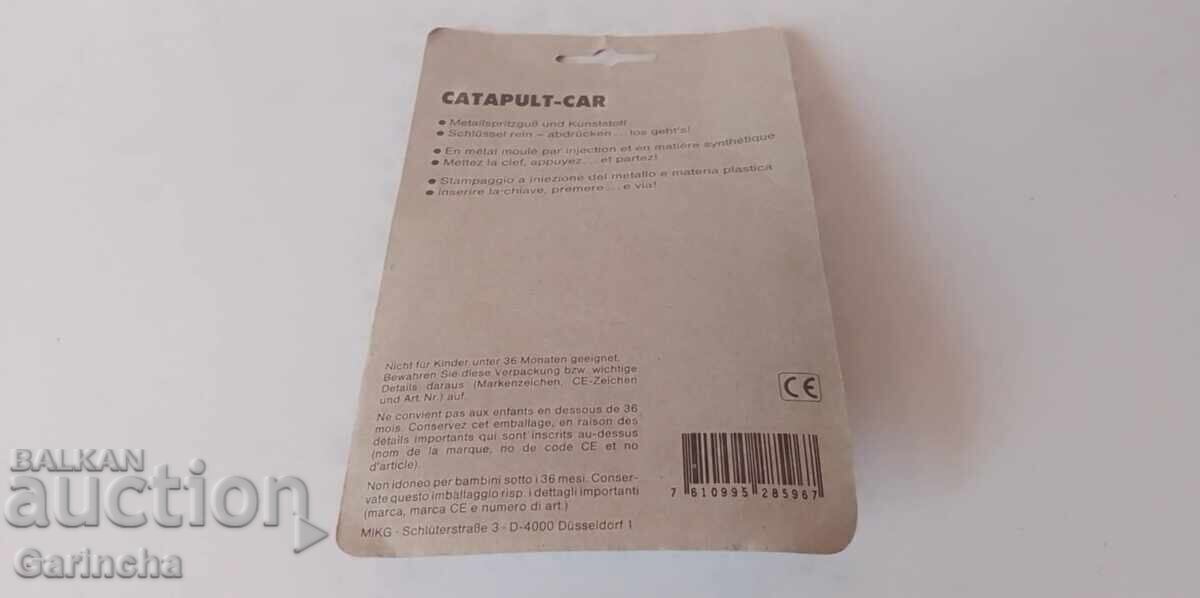 CATAPULT-CAR
● Metallspritzguß und Kunststoff
● Schlüssel rein – abdrücken ... los geht's!
● En métal moulé par injection et en matière synthétique
● Mettez la clef, appuyez ... et partez!
● Stampaggio a iniezione del metallo e materia plastica
● Inserire la chiave, premere ... e via!
Nicht für Kinder unter 36 Monaten geeignet.
Bewahren Sie diese Verpackung bzw. wichtige
Details daraus (Markenzeichen, CE-Zeichen
und Art. Nr.) auf.
Ne convient pas aux enfants en dessous de 36
mois. Conservez cet emballage, en raison des
détails importants qui sont inscrits au-dessus
(nom de la marque, no de code CE et no
d'article).
Non idoneo per bambini sotto i 36 mesi. Conser-
vate questo imballaggio risp. i dettagli importanti
(marca, marca CE e numero di art.)
MIKG · Schlüterstraße 3 · D-4000 Düsseldorf 1
CE
7 610995 285967
BALKAN
auction
Garincha